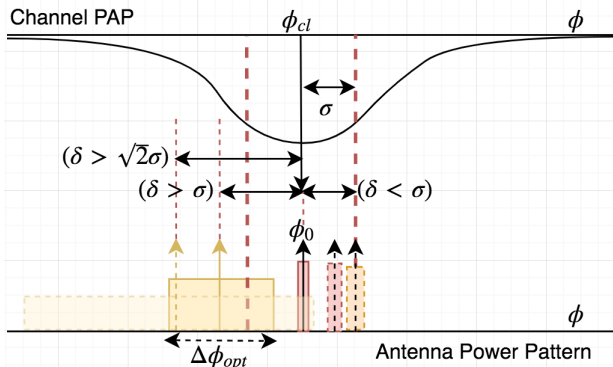 Channel PAP
ϕ_cl
ϕ
σ
(δ > √2σ)
(δ > σ)
(δ < σ)
ϕ_0
ϕ
Δϕ_opt
Antenna Power Pattern